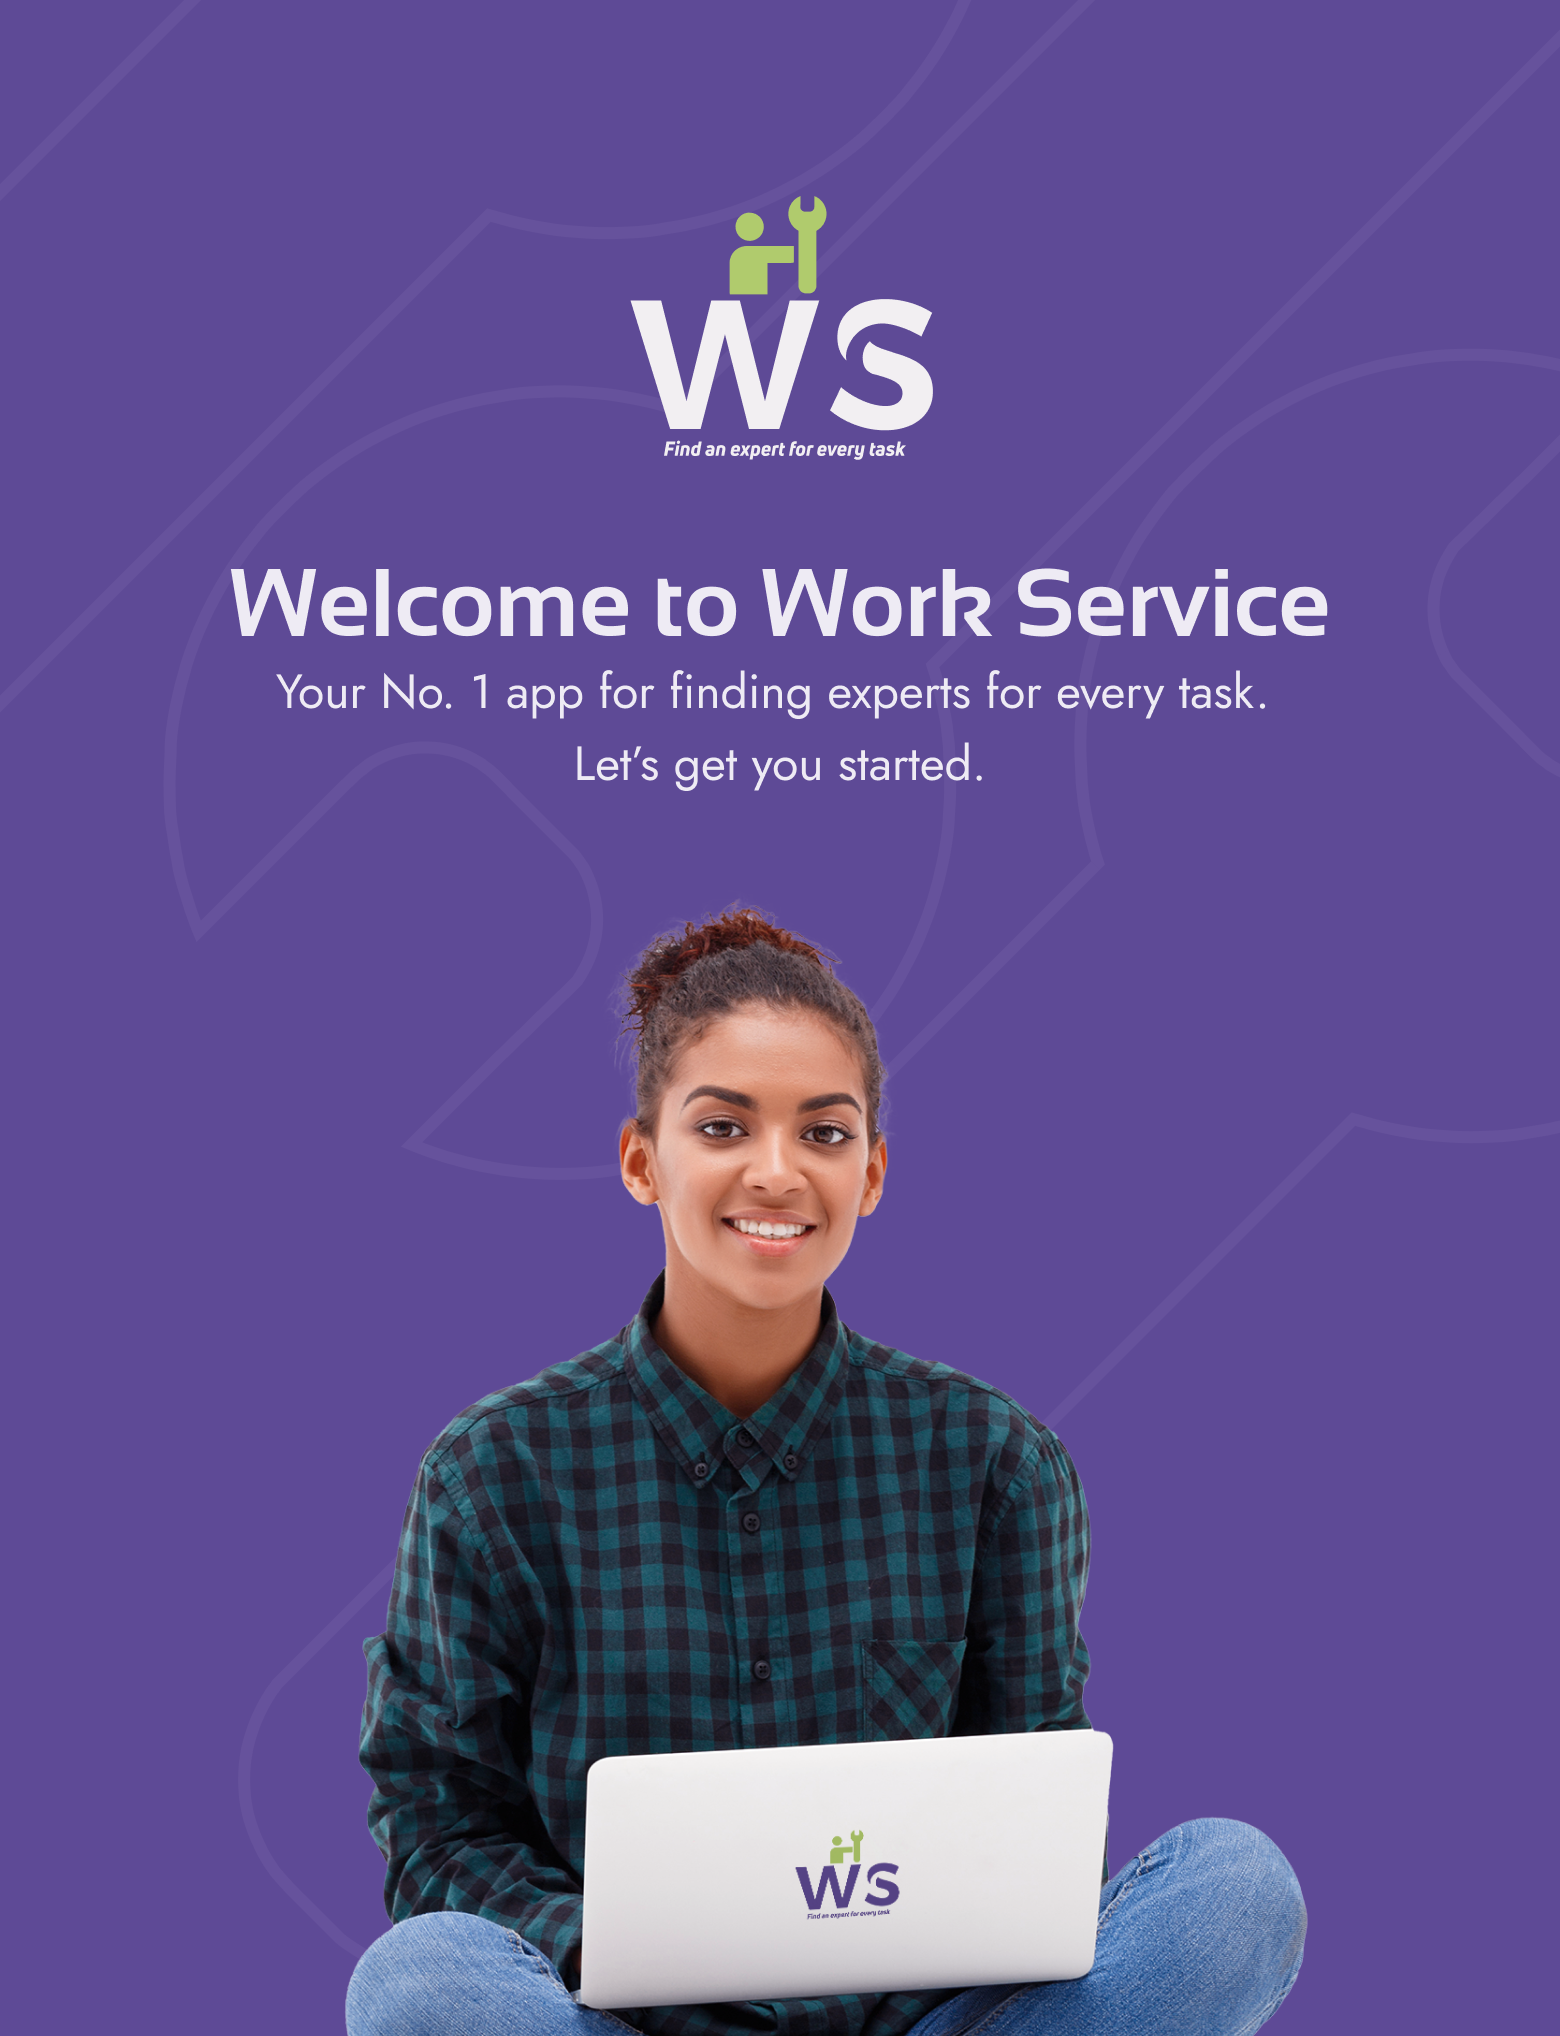 WS
Find an expert for every task
Welcome to Work Service
Your No. 1 app for finding experts for every task.
Let’s get you started.
WS
Find an expert for every task